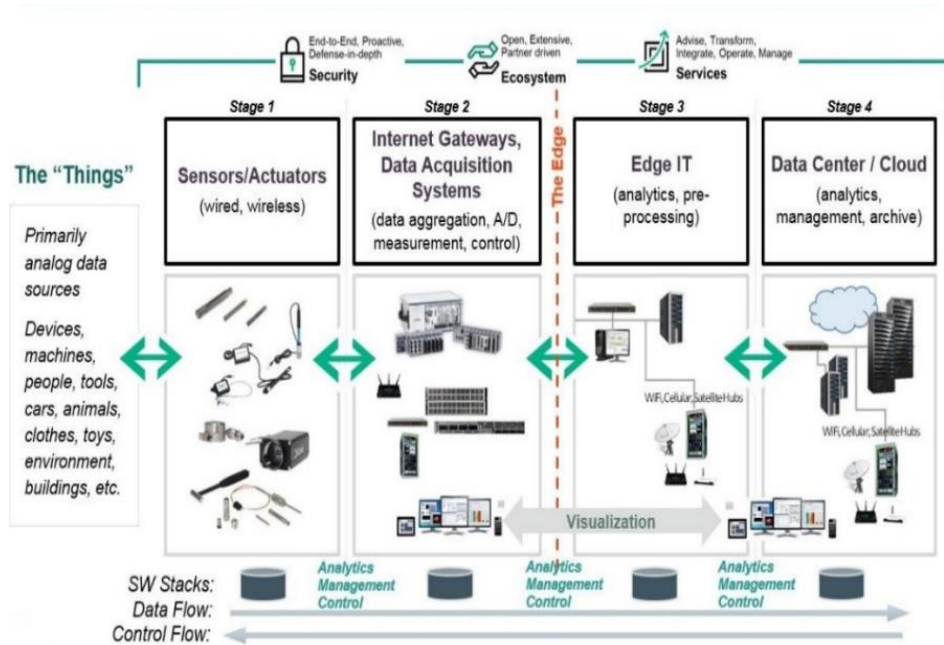 End-to-End, Proactive,
Defense-in-depth
Security
Open, Extensive,
Partner driven
Ecosystem
Advise, Transform,
Integrate, Operate, Manage
Services
Stage 1
Stage 2
Stage 3
Stage 4
The "Things"
Primarily
analog data
sources
Devices,
machines,
people, tools,
cars, animals,
clothes, toys,
environment,
buildings, etc.
Sensors/Actuators
(wired, wireless)
Internet Gateways,
Data Acquisition
Systems
(data aggregation, A/D,
measurement, control)
The Edge
Edge IT
(analytics, pre-
processing)
Data Center / Cloud
(analytics,
management, archive)
WiFi, Cellular, Satellite Hubs
WiFi, Cellular, Satellite Hubs
Visualization
SW Stacks:
Analytics
Management
Control
Analytics
Management
Control
Analytics
Management
Control
Data Flow:
Control Flow: